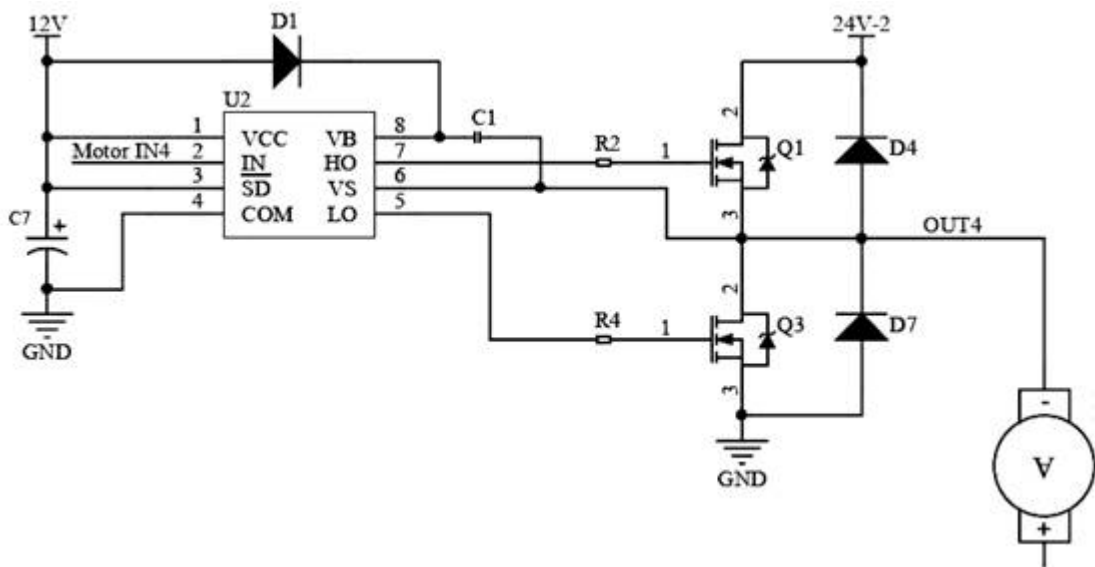 12V D1 24V-2
U2
1 VCC VB 8 C1 2
Motor IN4 2 IN HO 7 R2 1 Q1 D4
3 SD VS 6
C7 + 4 COM LO 5 3
OUT4
2
GND R4 1 Q3 D7
3
-
GND A
+